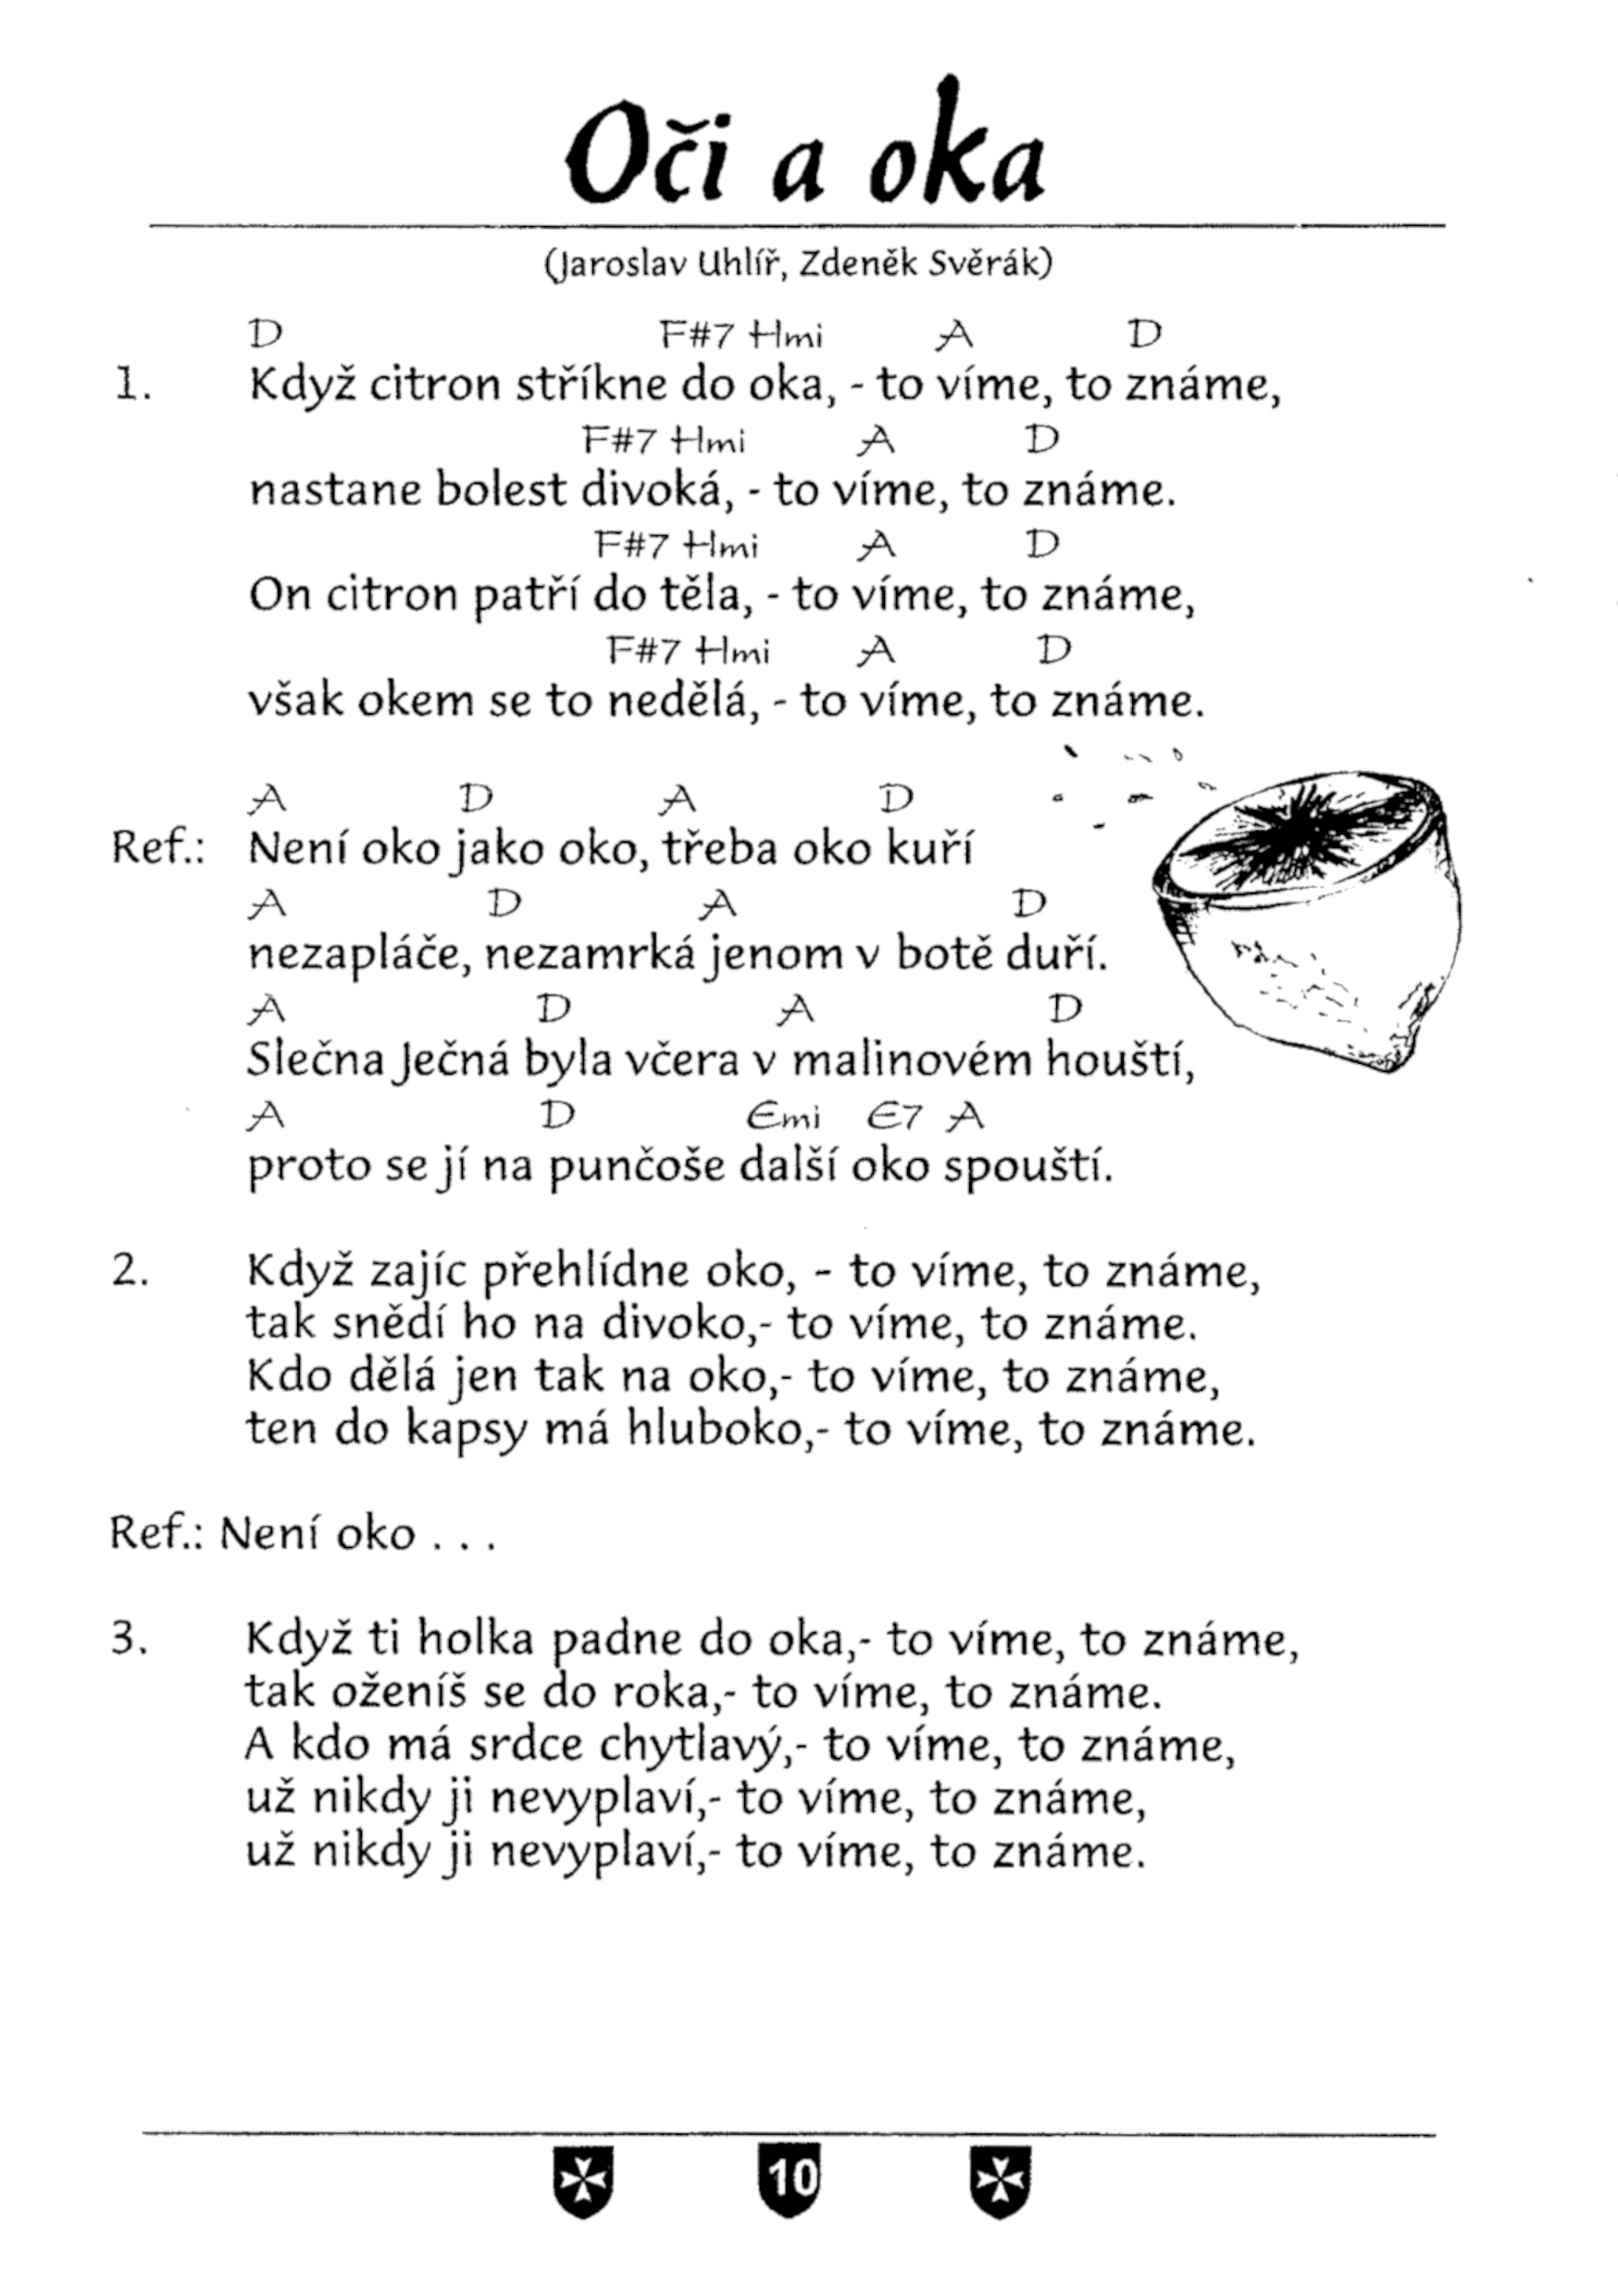 Oči a oka
(Jaroslav Uhlíř, Zdeněk Svěrák)
D F#7 Hmi A D
1. Když citron stříkne do oka, - to víme, to známe,
F#7 Hmi A D
nastane bolest divoká, - to víme, to známe.
F#7 Hmi A D
On citron patří do těla, - to víme, to známe,
F#7 Hmi A D
však okem se to nedělá, - to víme, to známe.
A D A D
Ref.: Není oko jako oko, třeba oko kuří
A D A D
nezapláče, nezamrká jenom v botě duří.
A D A D
Slečna Ječná byla včera v malinovém houští,
A D Emi E7 A
proto se jí na punčoše další oko spouští.
2. Když zajíc přehlídne oko, - to víme, to známe,
tak snědí ho na divoko,- to víme, to známe.
Kdo dělá jen tak na oko,- to víme, to známe,
ten do kapsy má hluboko,- to víme, to známe.
Ref.: Není oko . . .
3. Když ti holka padne do oka,- to víme, to známe,
tak oženíš se do roka,- to víme, to známe.
A kdo má srdce chytlavý,- to víme, to známe,
už nikdy ji nevyplaví,- to víme, to známe,
už nikdy ji nevyplaví,- to víme, to známe.
10